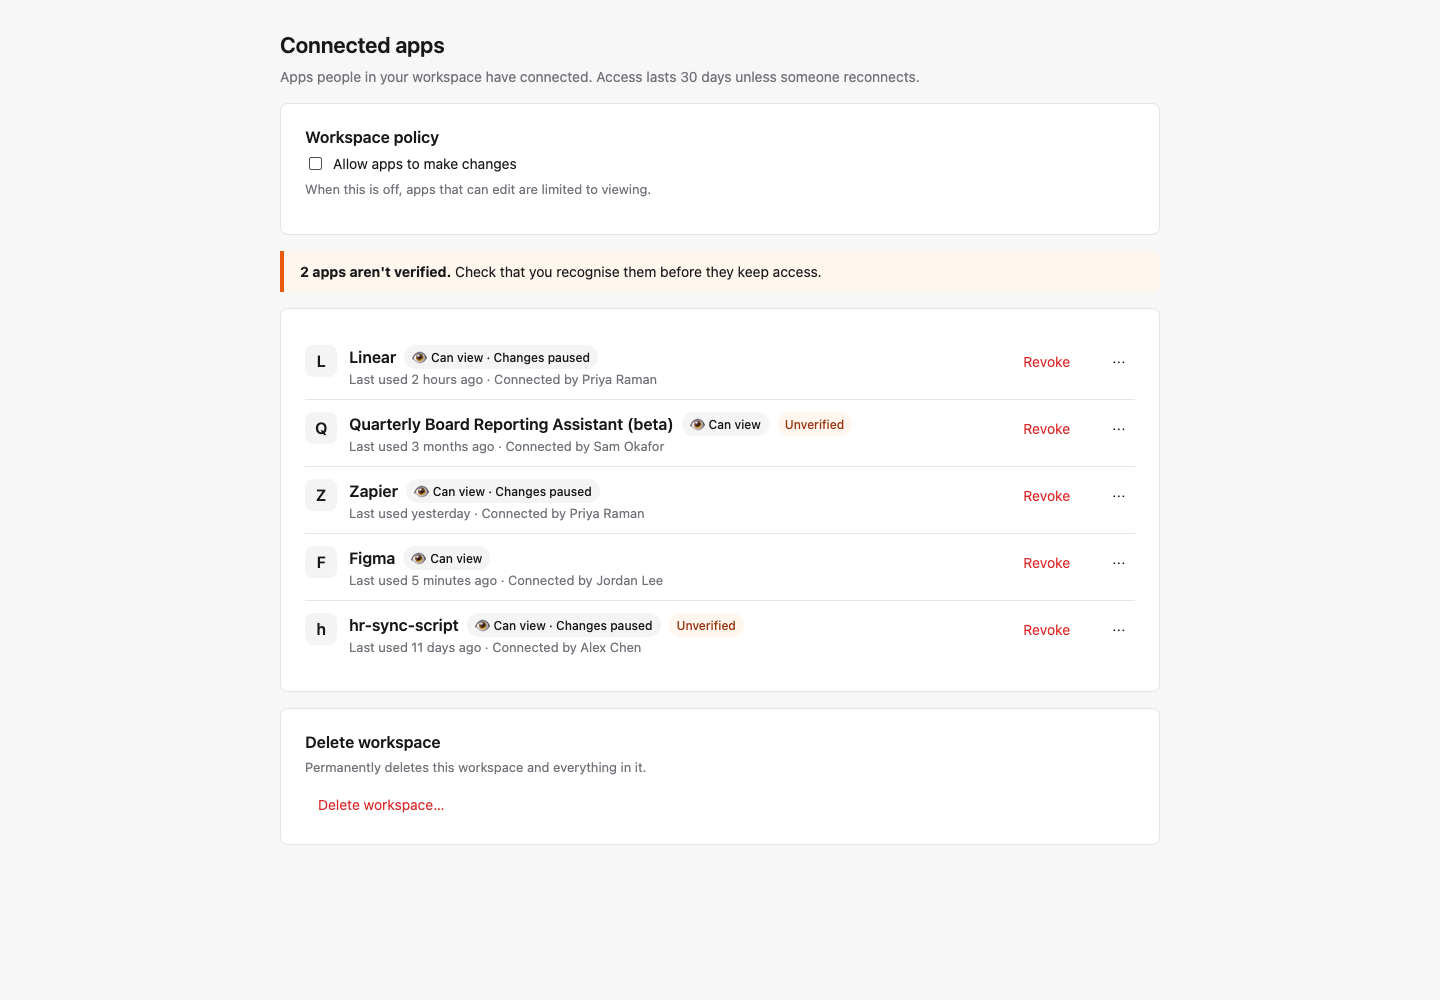 Connected apps
Apps people in your workspace have connected. Access lasts 30 days unless someone reconnects.
Workspace policy
Allow apps to make changes
When this is off, apps that can edit are limited to viewing.
2 apps aren't verified. Check that you recognise them before they keep access.
L Linear 👁️ Can view · Changes paused Revoke ···
Last used 2 hours ago · Connected by Priya Raman
Q Quarterly Board Reporting Assistant (beta) 👁️ Can view Unverified Revoke ···
Last used 3 months ago · Connected by Sam Okafor
Z Zapier 👁️ Can view · Changes paused Revoke ···
Last used yesterday · Connected by Priya Raman
F Figma 👁️ Can view Revoke ···
Last used 5 minutes ago · Connected by Jordan Lee
h hr-sync-script 👁️ Can view · Changes paused Unverified Revoke ···
Last used 11 days ago · Connected by Alex Chen
Delete workspace
Permanently deletes this workspace and everything in it.
Delete workspace...